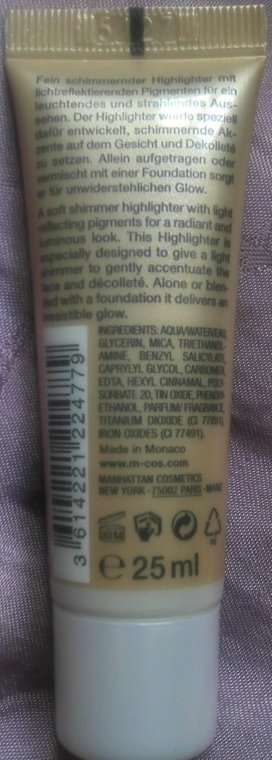 Fein schimmernder Highlighter mit
lichtreflektierenden Pigmenten für ein
leuchtendes und strahlendes Aus-
sehen. Der Highlighter wurde speziell
dafür entwickelt, schimmernde Ak-
zente auf dem Gesicht und Dekolleté
zu setzen. Allein aufgetragen oder
vermischt mit einer Foundation sorgt
er für unwiderstehlichen Glow.
A soft shimmer highlighter with light
reflecting pigments for a radiant and
luminous look. This Highlighter is
especially designed to give a light
shimmer to gently accentuate the
face and décolleté. Alone or blen-
ded with a foundation it delivers an
irresistible glow.
INGREDIENTS: AQUA/WATER/EAU,
GLYCERIN, MICA, TRIETHANOL-
AMINE, BENZYL SALICYLATE,
CAPRYLYL GLYCOL, CARBOMER,
EDTA, HEXYL CINNAMAL, POLY-
SORBATE 20, TIN OXIDE, PHENOXY-
ETHANOL, PARFUM/FRAGRANCE,
TITANIUM DIOXIDE (CI 77891),
IRON OXIDES (CI 77491).
Made in Monaco
www.m-cos.com
MANHATTAN COSMETICS
NEW YORK · 75002 PARIS ·
30 M
PE
e 25 ml
3 614221 224779